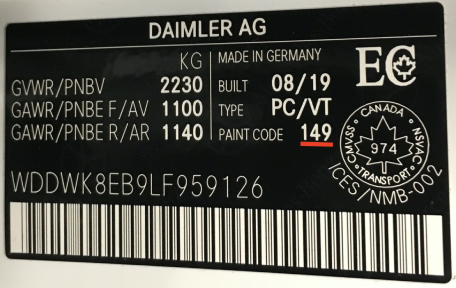 DAIMLER AG
KG
GVWR/PNBV 2230
GAWR/PNBE F/AV 1100
GAWR/PNBE R/AR 1140
MADE IN GERMANY
BUILT 08/19
TYPE PC/VT
PAINT CODE 149
EC
CANADA
CMVSS NSVAC
974
TRANSPORT
ICES/NMB-002
WDDWK8EB9LF959126